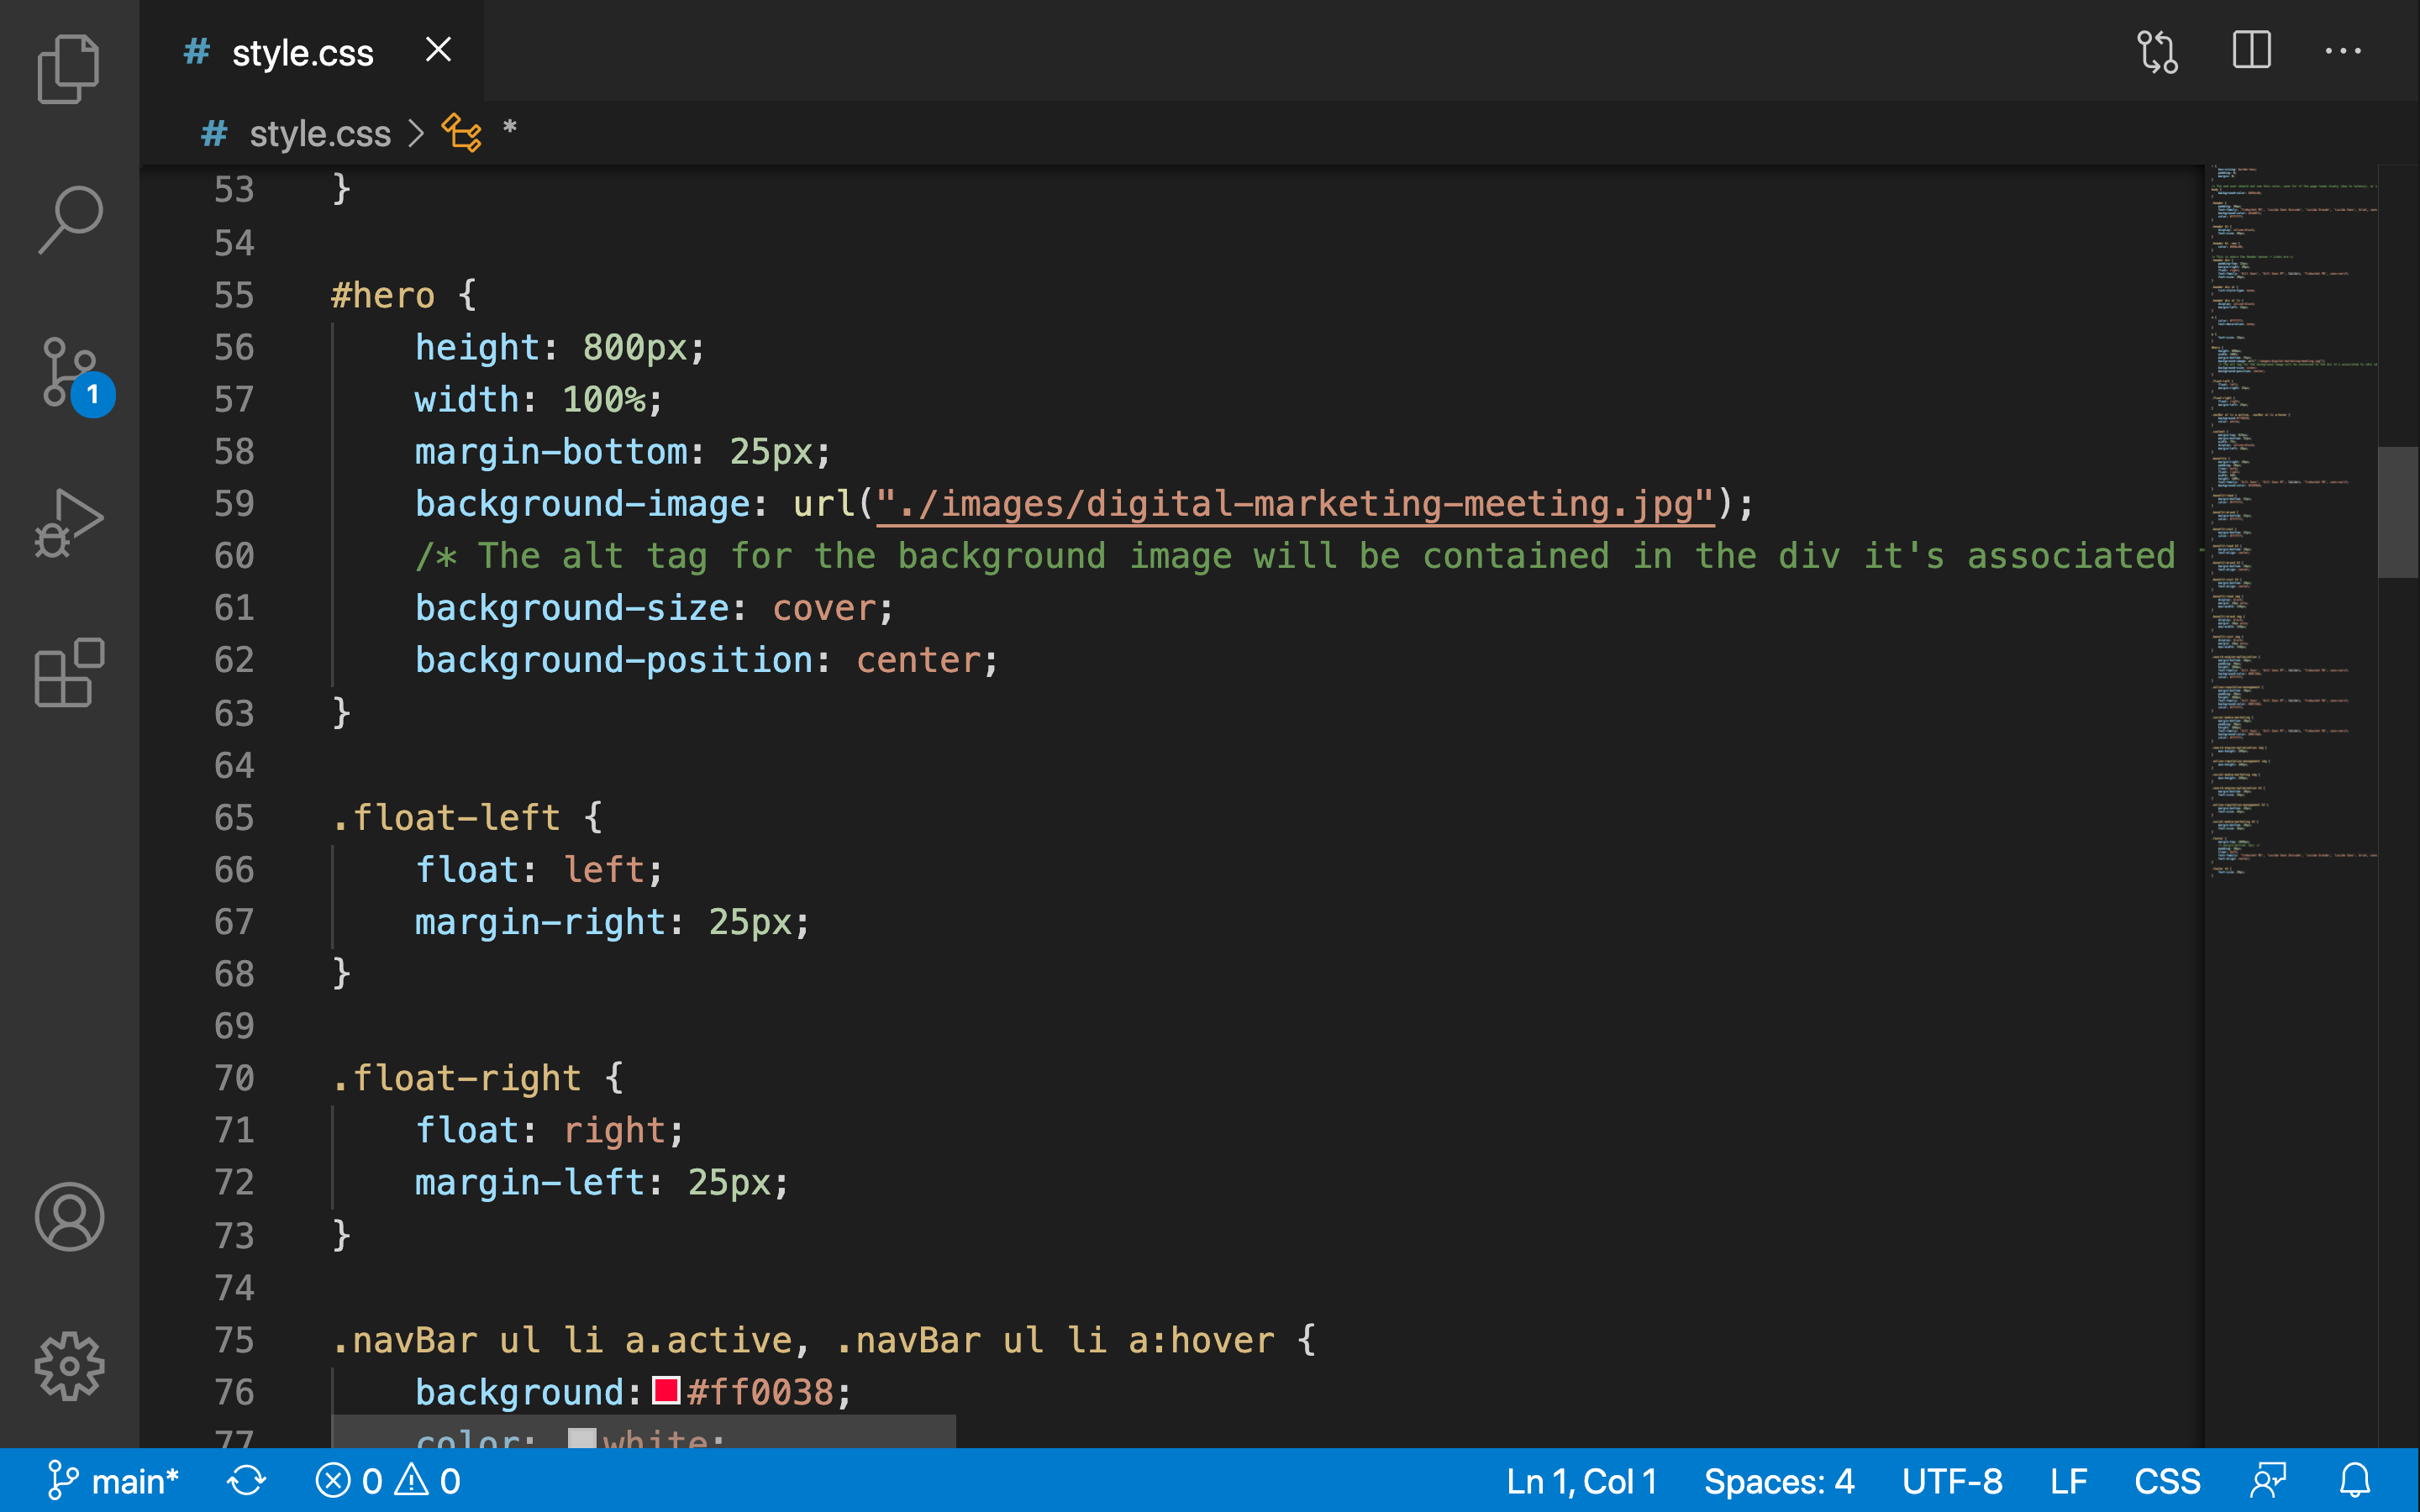 # style.css
# style.css > *
53 }
54
55 #hero {
56 height: 800px;
57 width: 100%;
58 margin-bottom: 25px;
59 background-image: url("./images/digital-marketing-meeting.jpg");
60 /* The alt tag for the background image will be contained in the div it's associated
61 background-size: cover;
62 background-position: center;
63 }
64
65 .float-left {
66 float: left;
67 margin-right: 25px;
68 }
69
70 .float-right {
71 float: right;
72 margin-left: 25px;
73 }
74
75 .navBar ul li a.active, .navBar ul li a:hover {
76 background: #ff0038;
77 color: white;
1
main* 0 0 Ln 1, Col 1 Spaces: 4 UTF-8 LF CSS